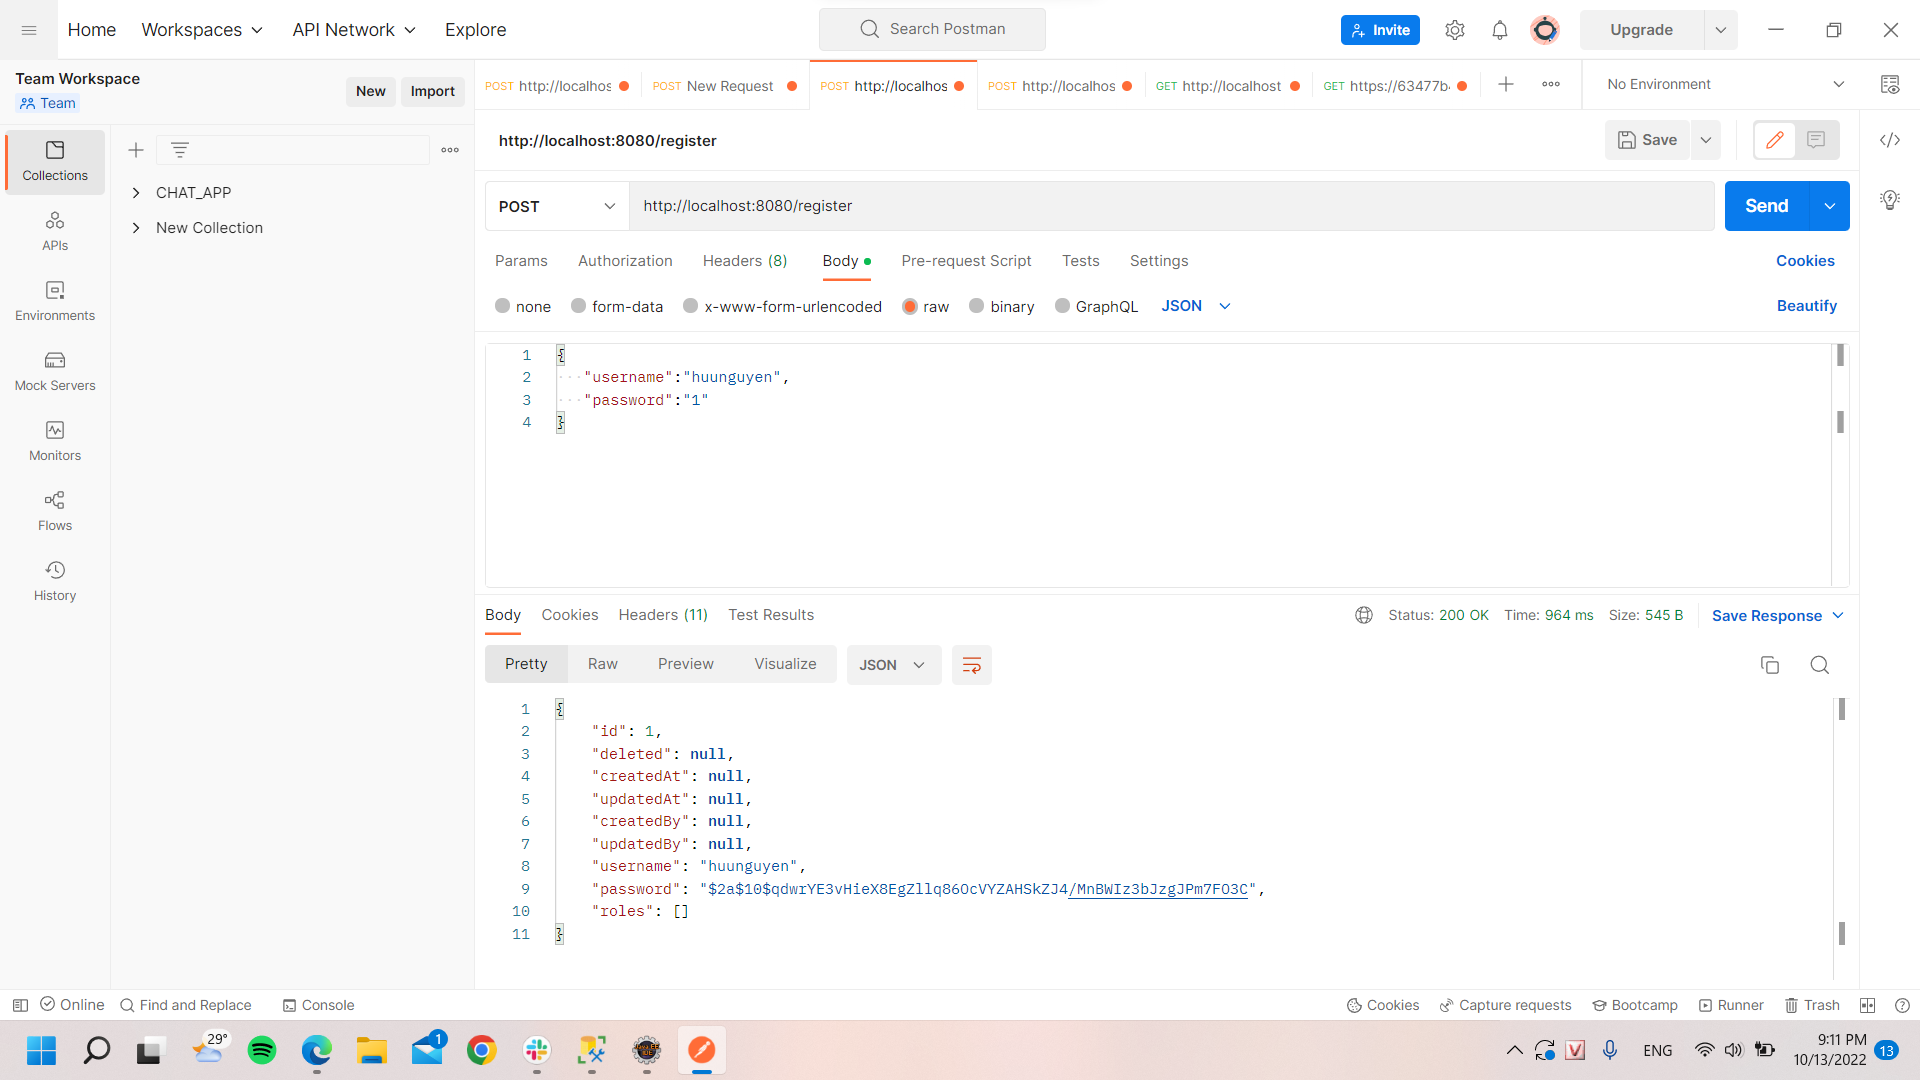 Home
Workspaces
API Network
Explore
Search Postman
Invite
Upgrade
Team Workspace
Team
New
Import
POST http://localhos
POST New Request
POST http://localhos
POST http://localhos
GET http://localhost
GET https://63477b
No Environment
Collections
APIs
Environments
Mock Servers
Monitors
Flows
History
CHAT_APP
New Collection
http://localhost:8080/register
Save
POST
http://localhost:8080/register
Send
Params
Authorization
Headers (8)
Body
Pre-request Script
Tests
Settings
Cookies
none
form-data
x-www-form-urlencoded
raw
binary
GraphQL
JSON
Beautify
1 {
2 "username":"huunguyen",
3 "password":"1"
4 }
Body
Cookies
Headers (11)
Test Results
Status: 200 OK
Time: 964 ms
Size: 545 B
Save Response
Pretty
Raw
Preview
Visualize
JSON
1 {
2 "id": 1,
3 "deleted": null,
4 "createdAt": null,
5 "updatedAt": null,
6 "createdBy": null,
7 "updatedBy": null,
8 "username": "huunguyen",
9 "password": "$2a$10$qdwrYE3vHieX8EgZllq86OcVYZAHSkZJ4/MnBWIz3bJzgJPm7FO3C",
10 "roles": []
11 }
Online
Find and Replace
Console
Cookies
Capture requests
Bootcamp
Runner
Trash
29°
1
ENG
9:11 PM
10/13/2022
13